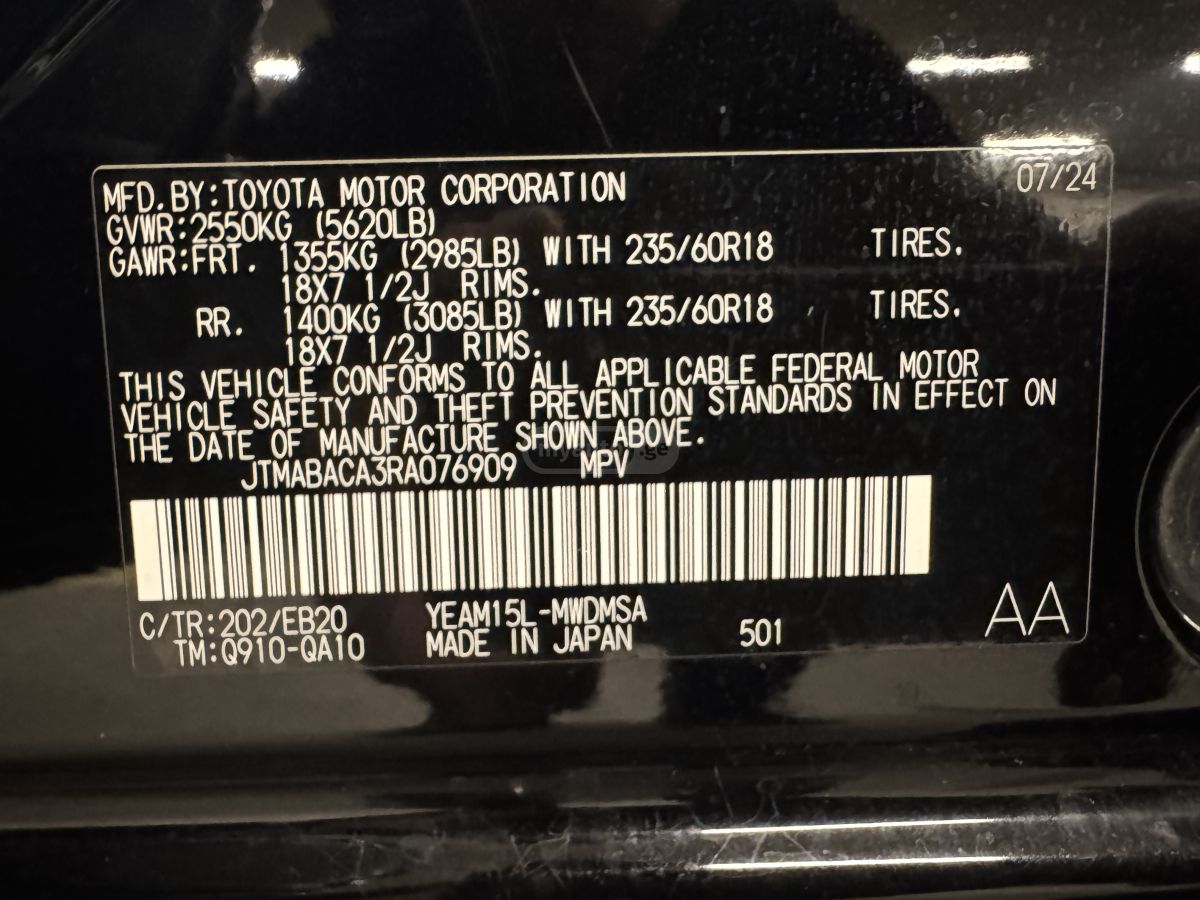 07/24
MFD.BY:TOYOTA MOTOR CORPORATION
GVWR:2550KG (5620LB)
GAWR:FRT. 1355KG (2985LB) WITH 235/60R18 TIRES.
18X7 1/2J RIMS.
RR. 1400KG (3085LB) WITH 235/60R18 TIRES.
18X7 1/2J RIMS.
THIS VEHICLE CONFORMS TO ALL APPLICABLE FEDERAL MOTOR
VEHICLE SAFETY AND THEFT PREVENTION STANDARDS IN EFFECT ON
THE DATE OF MANUFACTURE SHOWN ABOVE.
JTMABACA3RA076909 MPV
C/TR:202/EB20 YEAM15L-MWDMSA
TM:Q910-QA10 MADE IN JAPAN 501
AA